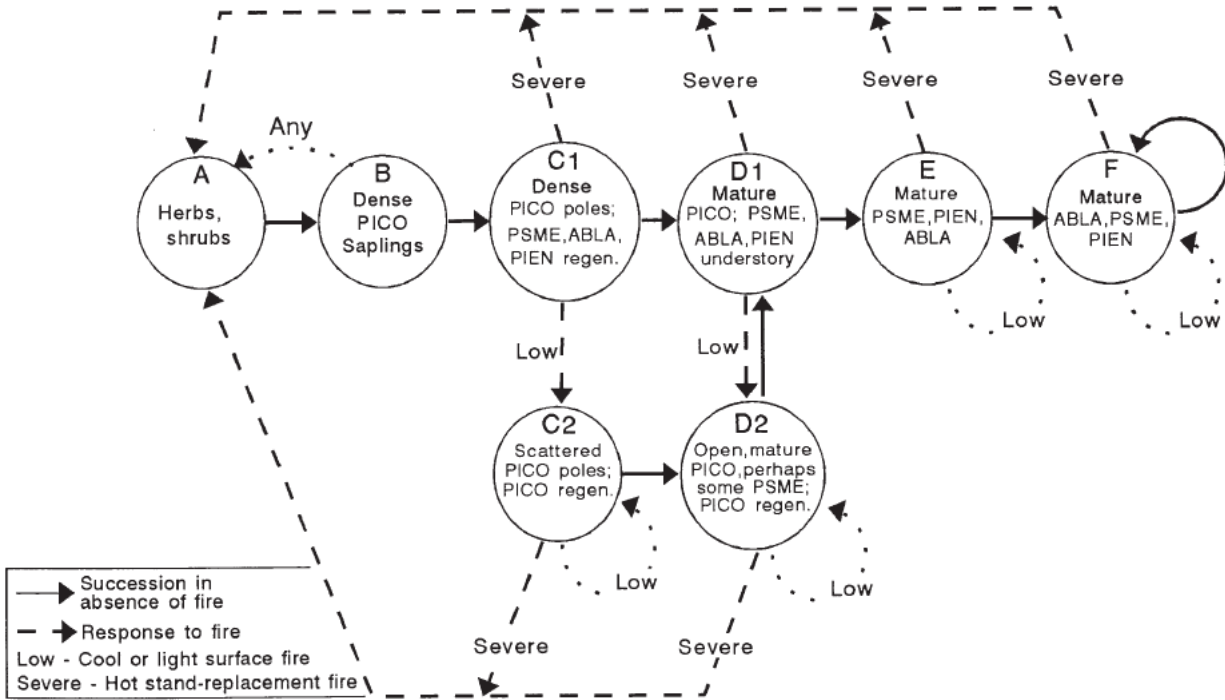 Severe
Severe
Severe
Severe
Any
A
Herbs,
shrubs
B
Dense
PICO
Saplings
C1
Dense
PICO poles;
PSME,ABLA,
PIEN regen.
D1
Mature
PICO; PSME,
ABLA,PIEN
understory
E
Mature
PSME,PIEN,
ABLA
F
Mature
ABLA,PSME,
PIEN
Low
Low
Low
Low
C2
Scattered
PICO poles;
PICO regen.
D2
Open,mature
PICO,perhaps
some PSME;
PICO regen.
Low
Low
Severe
Severe
Succession in
absence of fire
Response to fire
Low - Cool or light surface fire
Severe - Hot stand-replacement fire